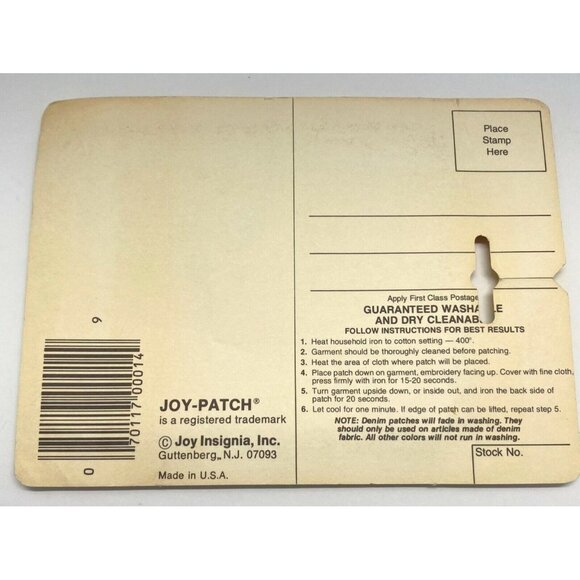 Place
Stamp
Here
Apply First Class Postage
GUARANTEED WASHABLE
AND DRY CLEANABLE
FOLLOW INSTRUCTIONS FOR BEST RESULTS
1. Heat household iron to cotton setting — 400°.
2. Garment should be thoroughly cleaned before patching.
3. Heat the area of cloth where patch will be placed.
4. Place patch down on garment, embroidery facing up. Cover with fine cloth,
press firmly with iron for 15-20 seconds.
5. Turn garment upside down, or inside out, and iron the back side of
patch for 20 seconds.
6. Let cool for one minute. If edge of patch can be lifted, repeat step 5.
NOTE: Denim patches will fade in washing. They
should only be used on articles made of denim
fabric. All other colors will not run in washing.
Stock No.
JOY-PATCH®
is a registered trademark
© Joy Insignia, Inc.
Guttenberg, N.J. 07093
Made in U.S.A.
0 70117 00014 9